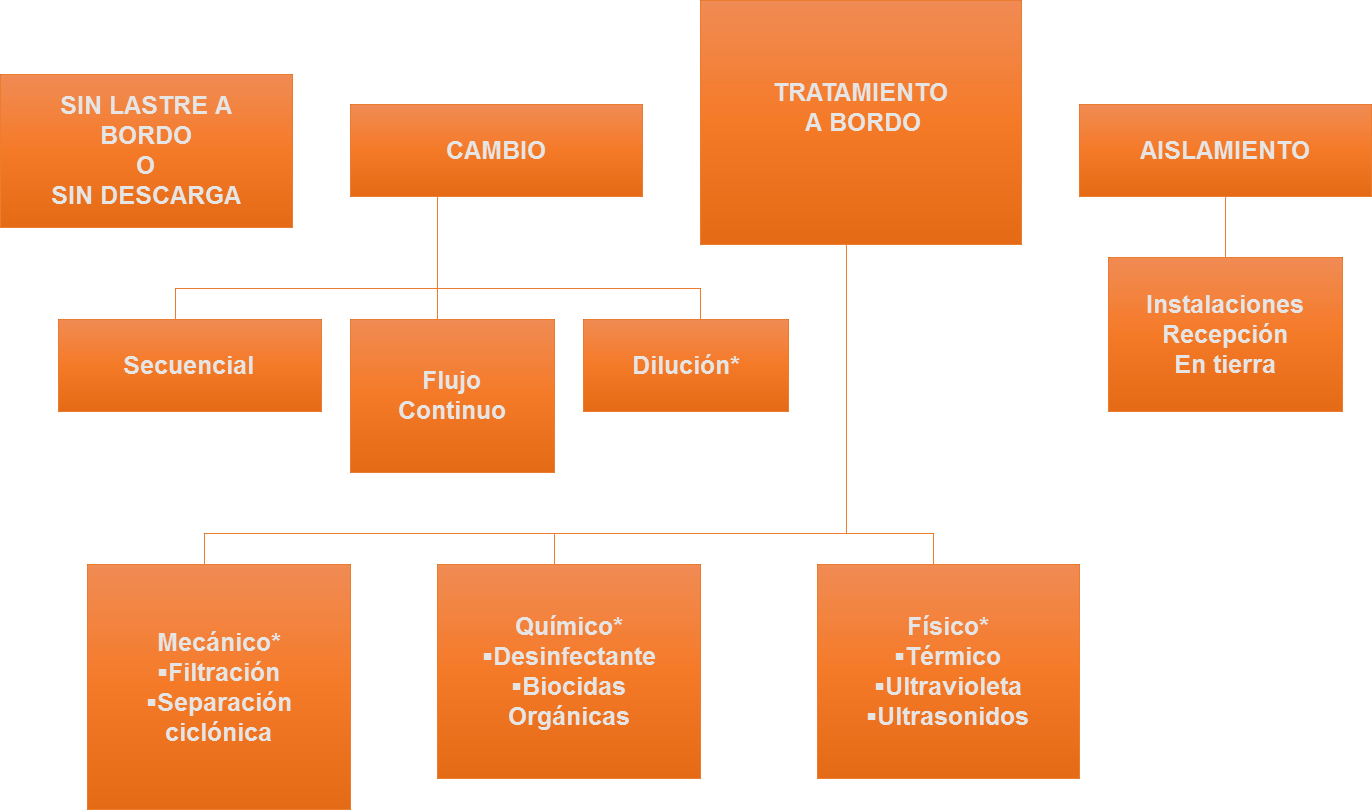 SIN LASTRE A
BORDO
O
SIN DESCARGA
CAMBIO
TRATAMIENTO
A BORDO
AISLAMIENTO
Secuencial
Flujo
Continuo
Dilución*
Instalaciones
Recepción
En tierra
Mecánico*
▪Filtración
▪Separación
ciclónica
Químico*
▪Desinfectante
▪Biocidas
Orgánicas
Físico*
▪Térmico
▪Ultravioleta
▪Ultrasonidos